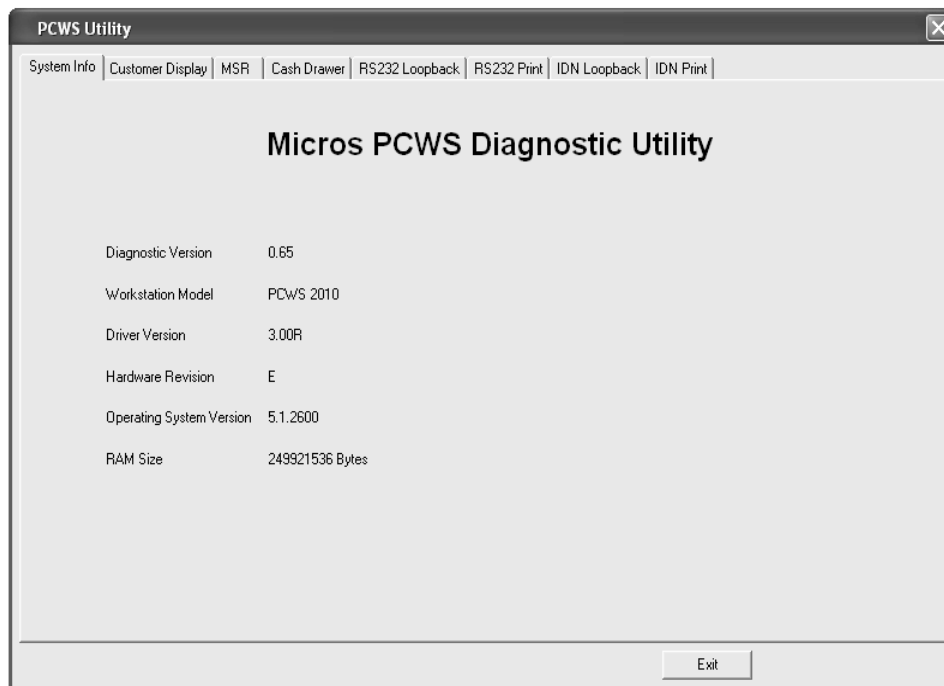 PCWS Utility
System Info Customer Display MSR Cash Drawer RS232 Loopback RS232 Print IDN Loopback IDN Print
Micros PCWS Diagnostic Utility
Diagnostic Version 0.65
Workstation Model PCWS 2010
Driver Version 3.00R
Hardware Revision E
Operating System Version 5.1.2600
RAM Size 249921536 Bytes
Exit